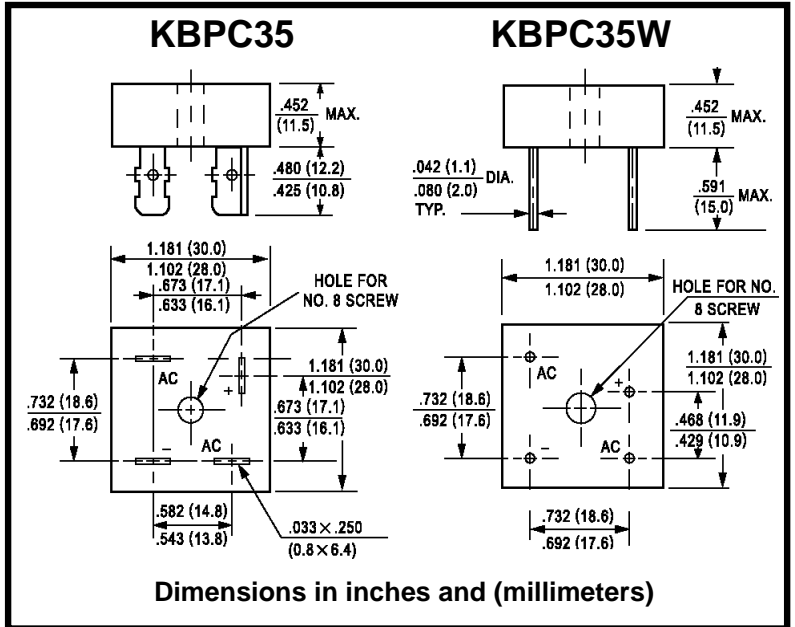 KBPC35
.452
(11.5)
MAX.
.480 (12.2)
.425 (10.8)
1.181 (30.0)
1.102 (28.0)
.673 (17.1)
.633 (16.1)
HOLE FOR
NO. 8 SCREW
AC
+
1.181 (30.0)
1.102 (28.0)
.732 (18.6)
.692 (17.6)
.673 (17.1)
.633 (16.1)
−
AC
.582 (14.8)
.543 (13.8)
.033 × .250
(0.8 × 6.4)
KBPC35W
.452
(11.5)
MAX.
.042 (1.1)
.080 (2.0)
DIA.
TYP.
.591
(15.0)
MAX.
1.181 (30.0)
1.102 (28.0)
HOLE FOR NO.
8 SCREW
AC
+
1.181 (30.0)
1.102 (28.0)
.732 (18.6)
.692 (17.6)
.468 (11.9)
.429 (10.9)
−
AC
.732 (18.6)
.692 (17.6)
Dimensions in inches and (millimeters)